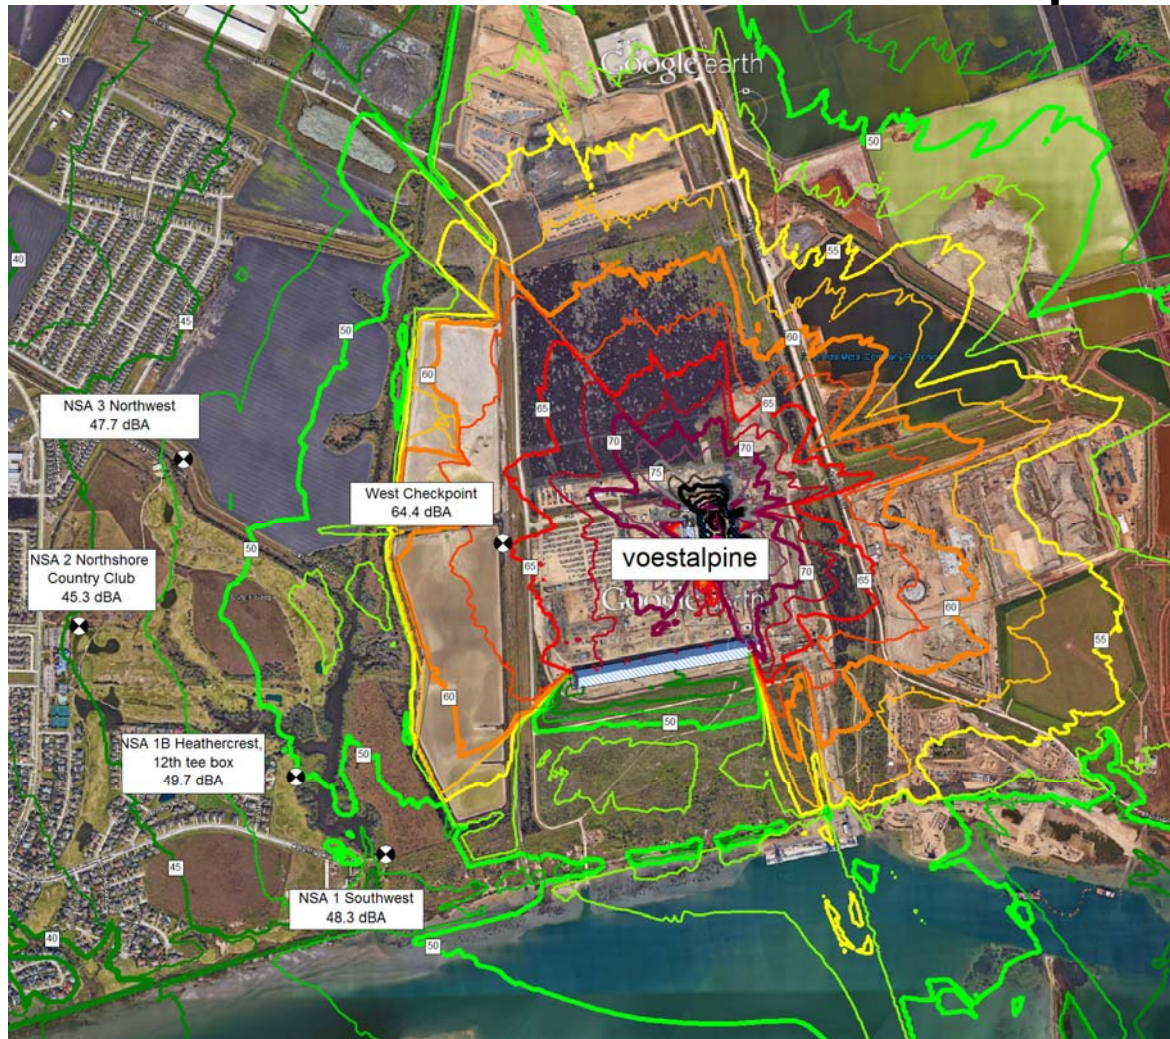 Google earth
181
50
40
45
50
55
60
60
NSA 3 Northwest
47.7 dBA
65
65
70
70
75
West Checkpoint
64.4 dBA
voestalpine
Google earth
NSA 2 Northshore
Country Club
45.3 dBA
50
65
65
70
60
55
60
50
50
NSA 1B Heathercrest,
12th tee box
49.7 dBA
45
NSA 1 Southwest
48.3 dBA
40
50